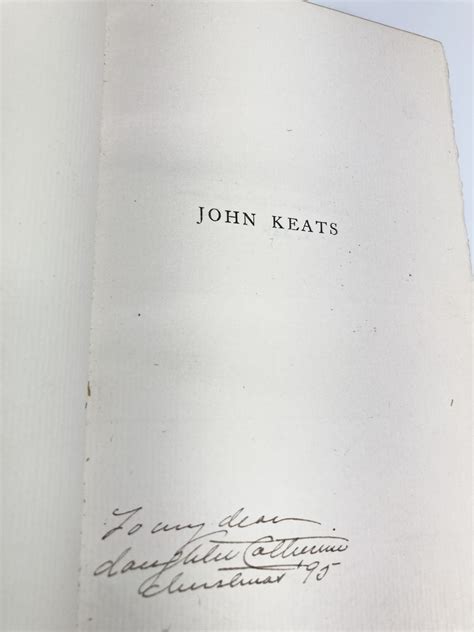 JOHN KEATS
To my dear
daughter Catherine
Christmas '95